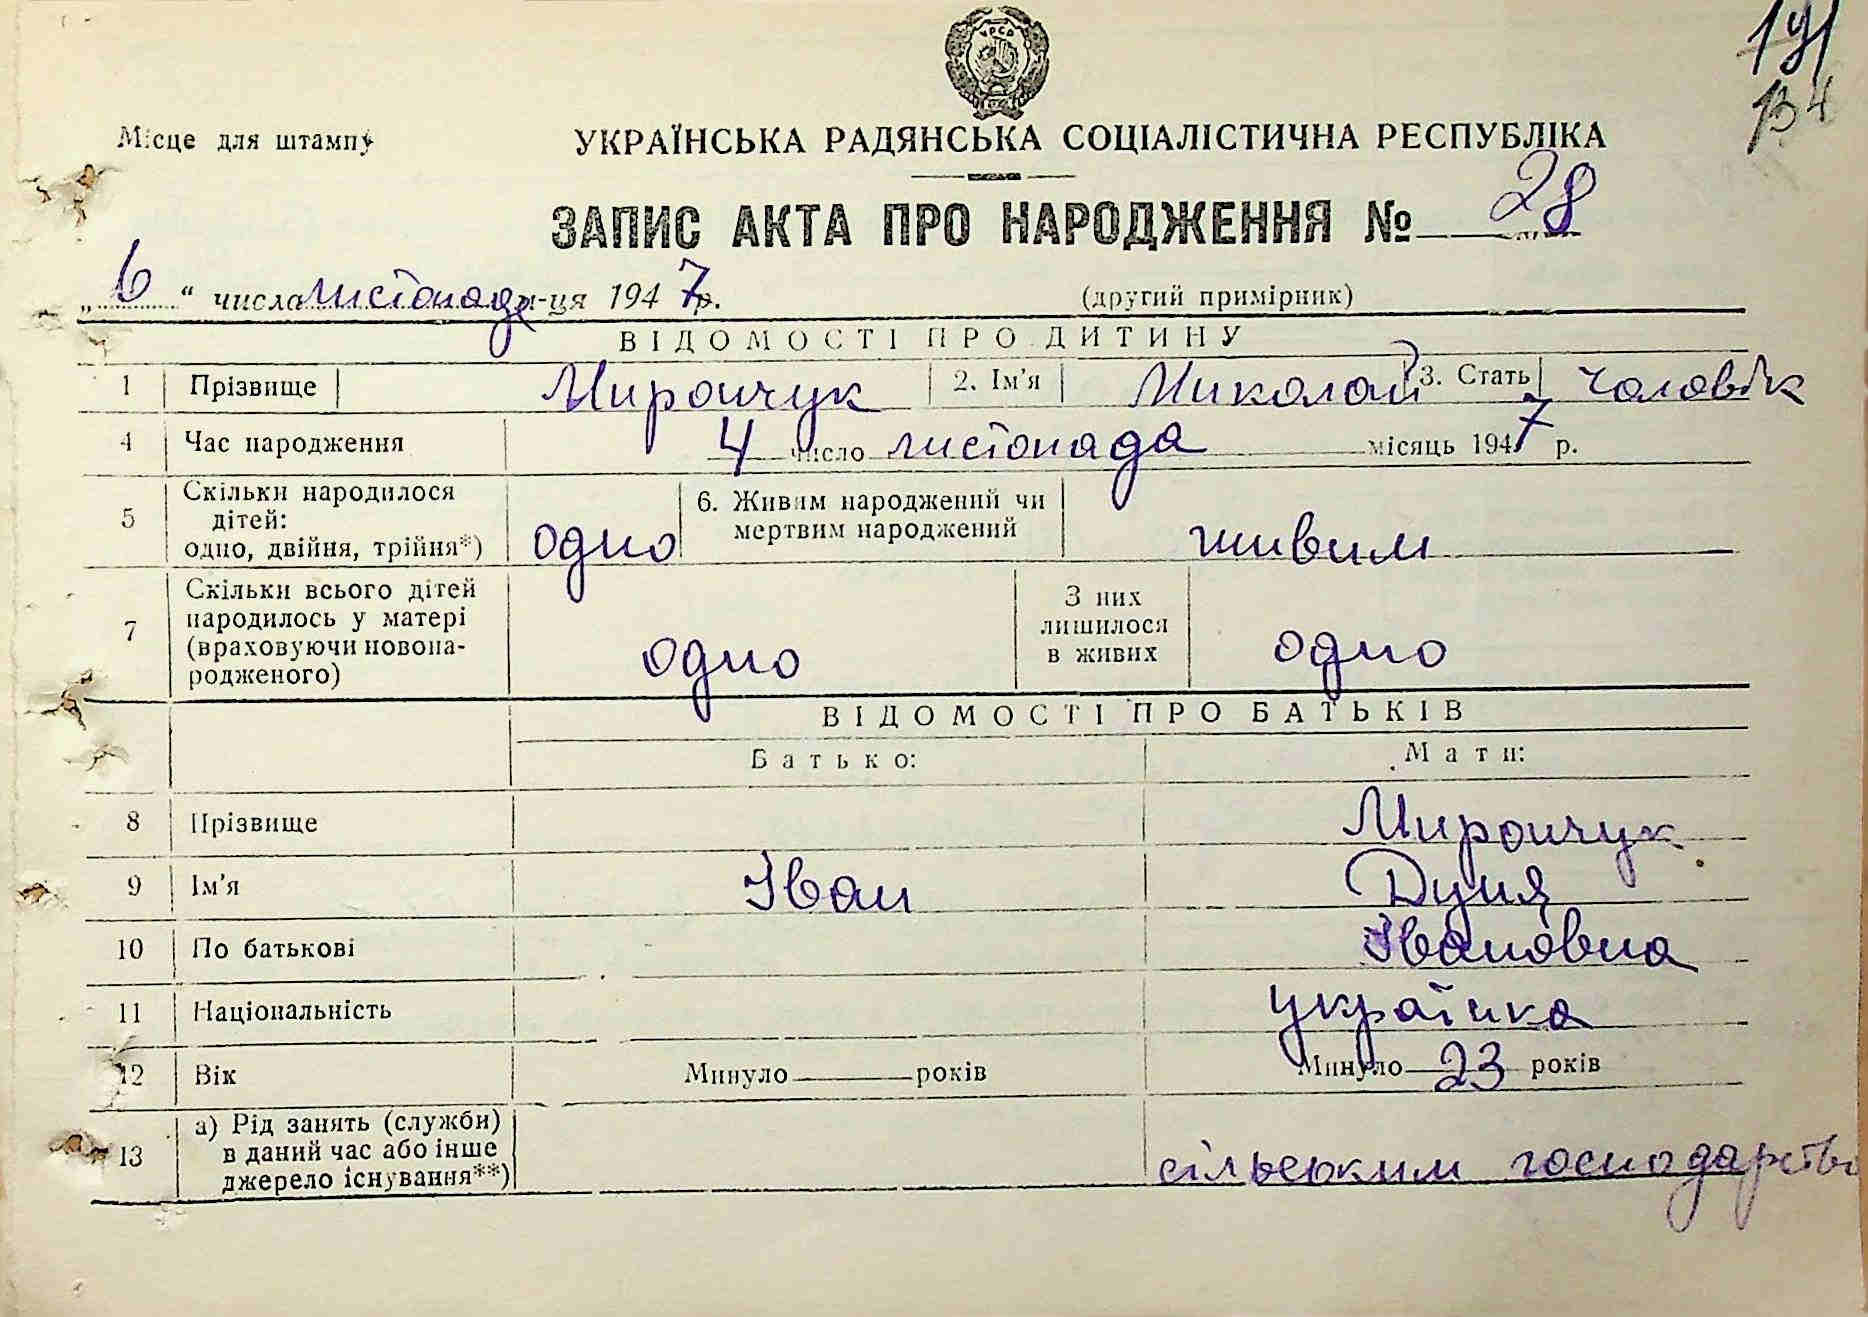 191
134
УРСР
Місце для штампу
УКРАЇНСЬКА РАДЯНСЬКА СОЦІАЛІСТИЧНА РЕСПУБЛІКА
ЗАПИС АКТА ПРО НАРОДЖЕННЯ № 28
„ 6 “ числа листопада м-ця 1947 р. (другий примірник)
ВІДОМОСТІ ПРО ДИТИНУ
1 Прізвище Мирончук 2. Ім'я Миколай 3. Стать чоловік
4 Час народження 4 число листопада місяць 1947 р.
5 Скільки народилося дітей: одно, двійня, трійня*) одно 6. Живим народжений чи мертвим народжений живим
7 Скільки всього дітей народилось у матері (враховуючи новонародженого) одно З них лишилося в живих одно
ВІДОМОСТІ ПРО БАТЬКІВ
Батько: Мати:
8 Прізвище Мирончук
9 Ім'я Іван Дуня
10 По батькові Івановна
11 Національність українка
12 Вік Минуло років Минуло 23 років
13 а) Рід занять (служби) в даний час або інше джерело існування**) сільським господарство